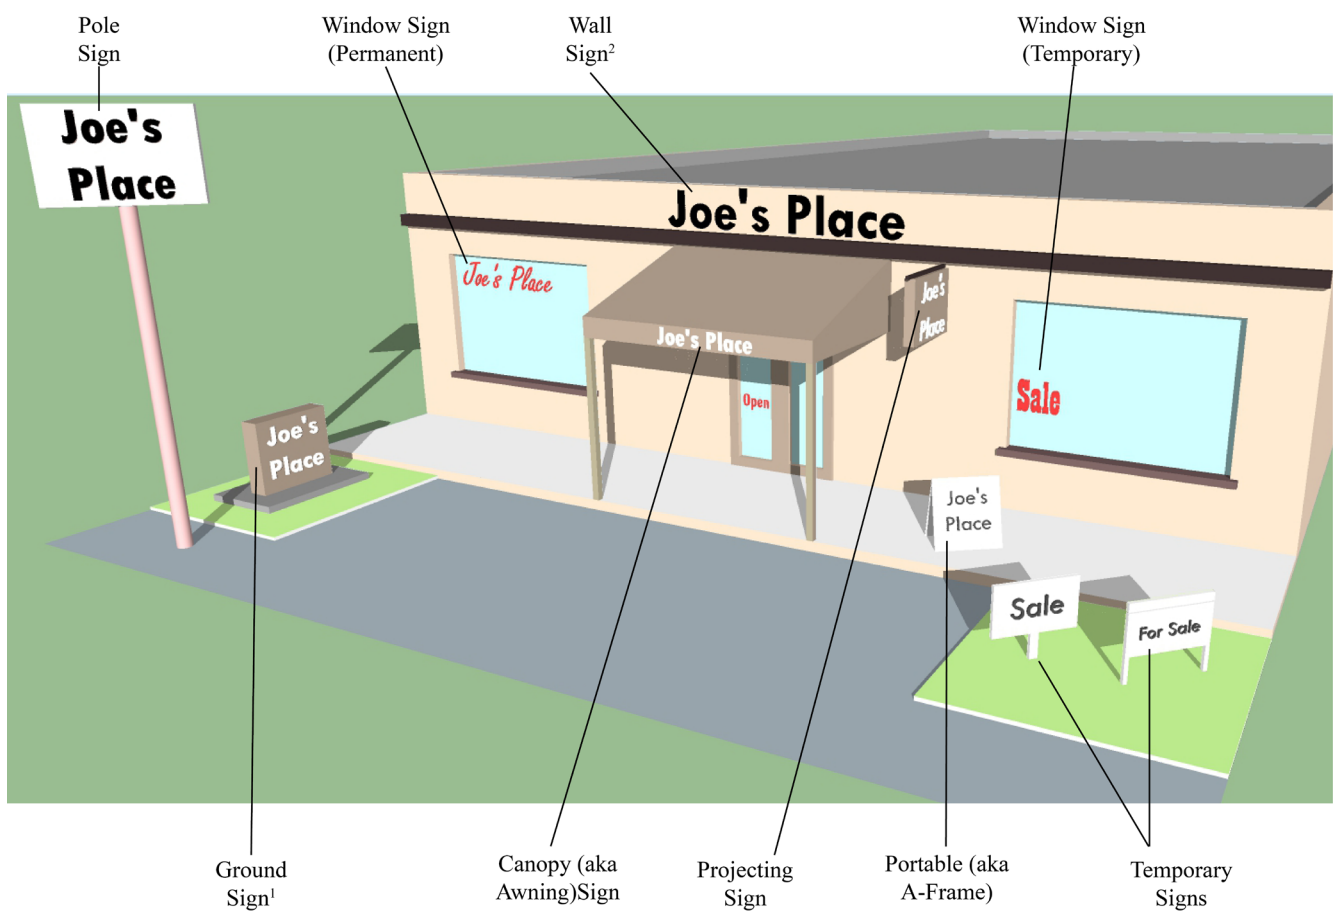 Pole
Sign
Window Sign
(Permanent)
Wall
Sign²
Window Sign
(Temporary)
Joe's
Place
Joe's Place
Joe's Place
Joe's
Place
Joe's Place
Open
Sale
Joe's
Place
Joe's
Place
Sale
For Sale
Ground
Sign¹
Canopy (aka
Awning)Sign
Projecting
Sign
Portable (aka
A-Frame)
Temporary
Signs